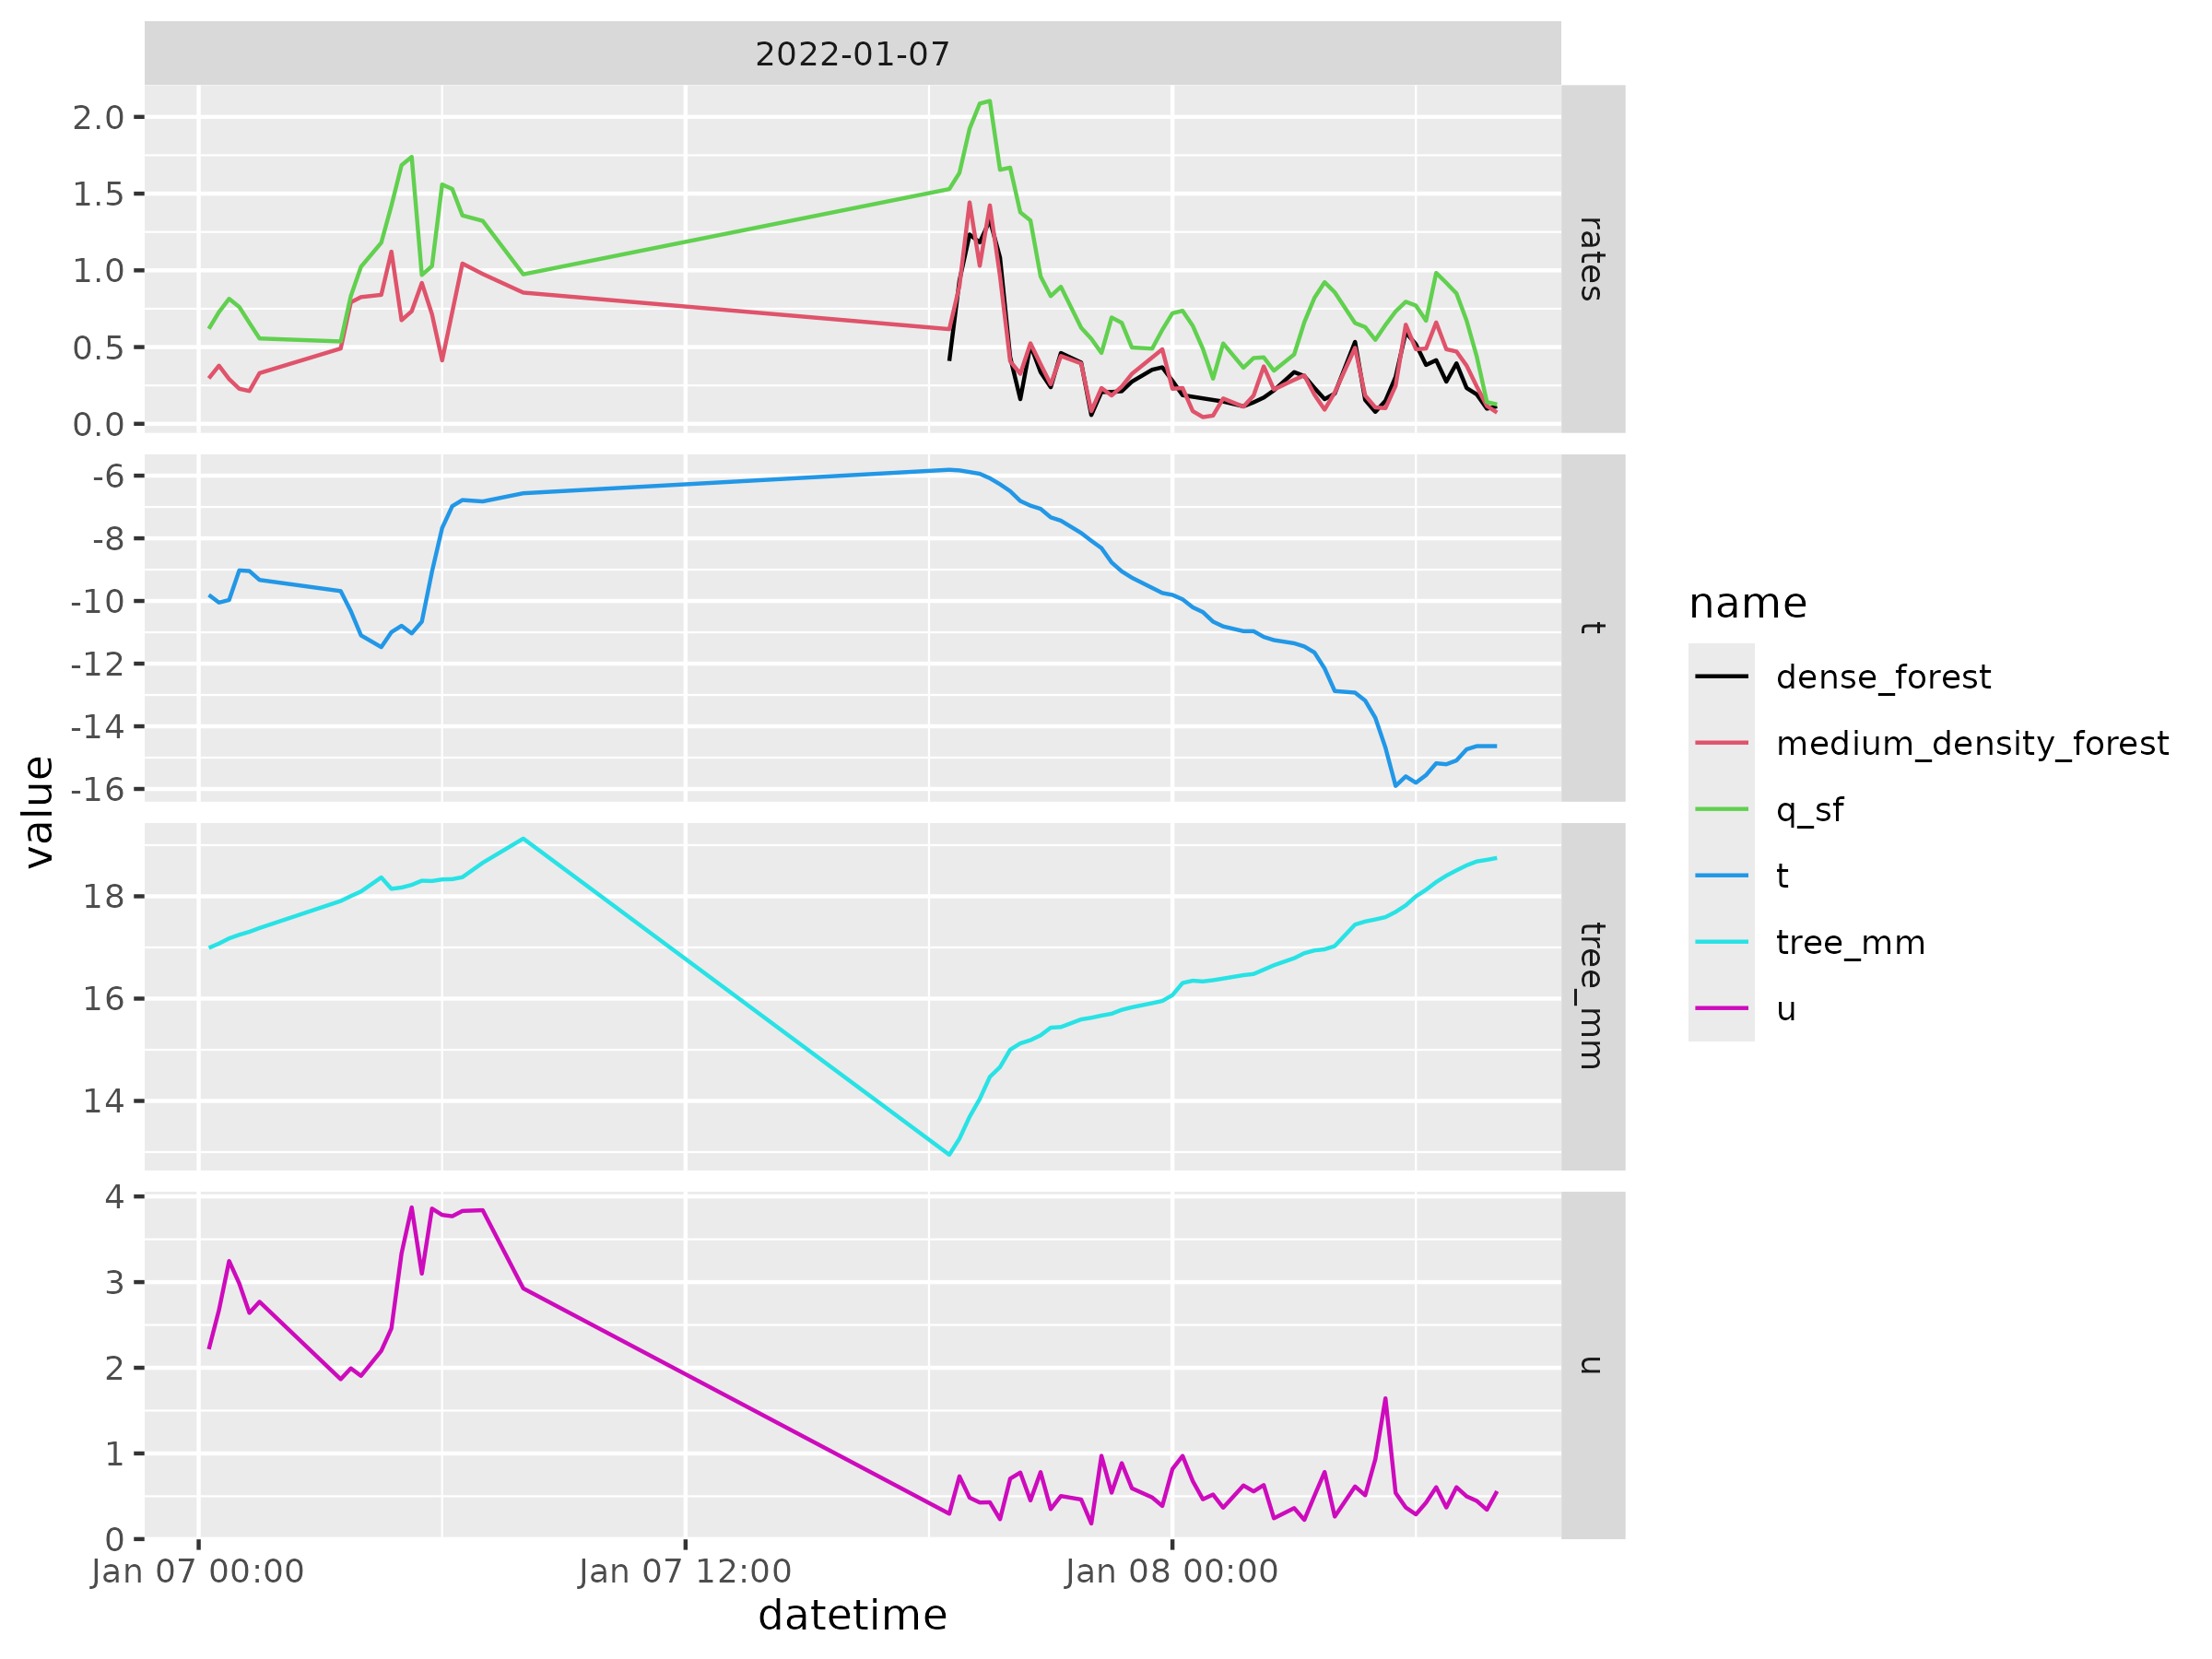 2022-01-07
2.0
1.5
1.0
0.5
0.0
rates
-6
-8
-10
-12
-14
-16
t
18
16
14
tree_mm
4
3
2
1
0
u
Jan 07 00:00
Jan 07 12:00
Jan 08 00:00
datetime
value
name
dense_forest
medium_density_forest
q_sf
t
tree_mm
u